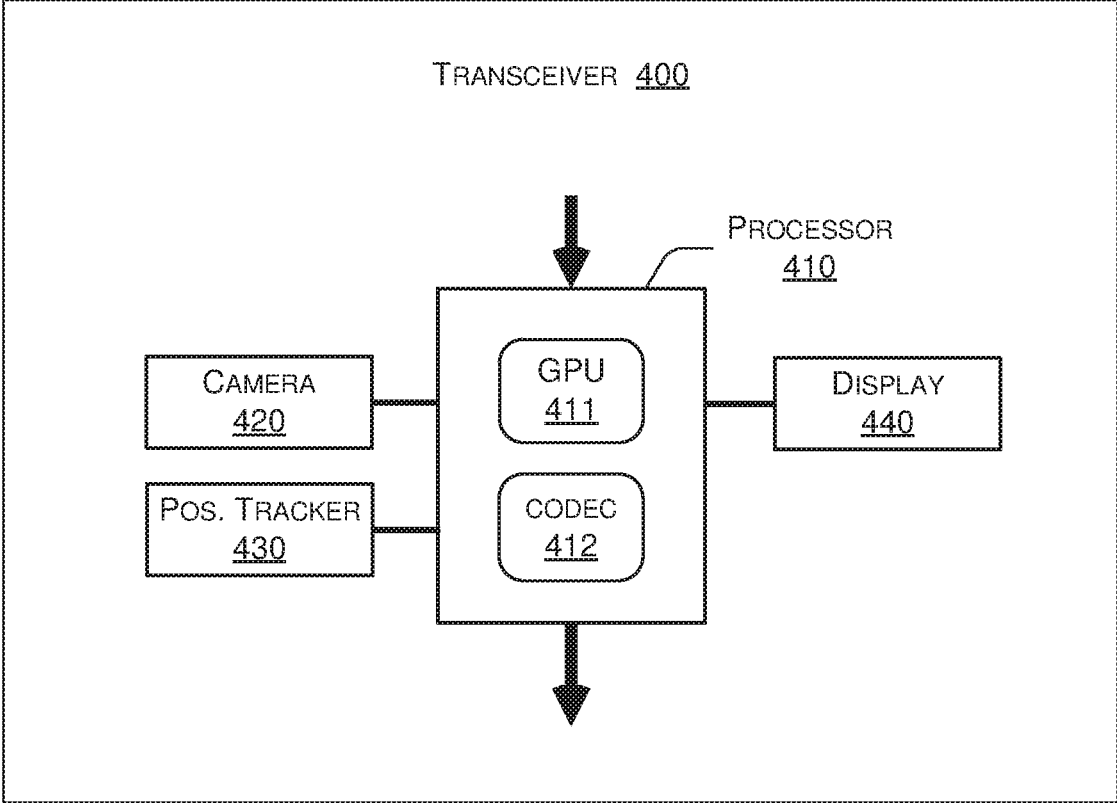 TRANSCEIVER 400
PROCESSOR
410
GPU
411
CAMERA
420
DISPLAY
440
POS. TRACKER
430
CODEC
412